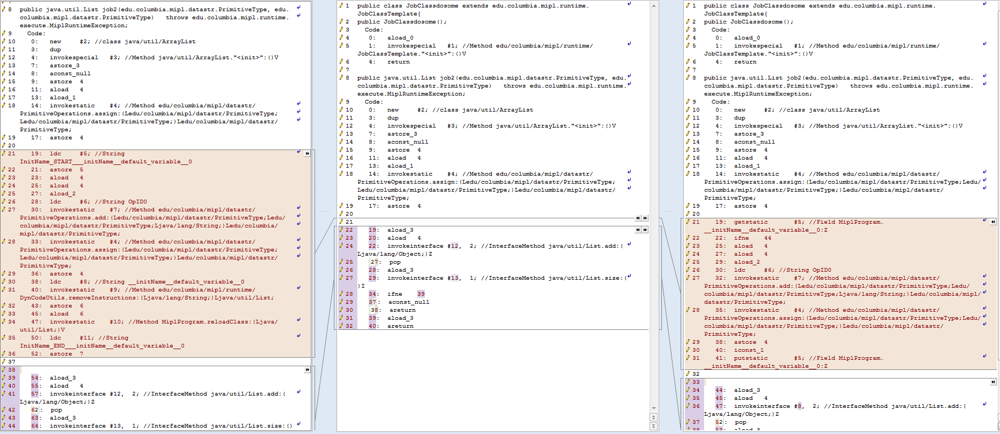 8 public java.util.List job2(edu.columbia.mipl.datastr.PrimitiveType, edu.
columbia.mipl.datastr.PrimitiveType)   throws edu.columbia.mipl.runtime.
execute.MiplRuntimeException;
9 Code:
10 0: new #2; //class java/util/ArrayList
11 3: dup
12 4: invokespecial #3; //Method java/util/ArrayList."<init>":()V
13 7: astore_3
14 8: aconst_null
15 9: astore 4
16 11: aload 4
17 13: aload_1
18 14: invokestatic #4; //Method edu/columbia/mipl/datastr/
PrimitiveOperations.assign:(Ledu/columbia/mipl/datastr/PrimitiveType;
Ledu/columbia/mipl/datastr/PrimitiveType;)Ledu/columbia/mipl/datastr/
PrimitiveType;
19 17: astore 4
20
21 19: ldc #5; //String
InitName_START___initName__default_variable__0
22 21: astore 5
23 23: aload 4
24 25: aload 4
25 27: aload_2
26 28: ldc #6; //String OpID0
27 30: invokestatic #7; //Method edu/columbia/mipl/datastr/
PrimitiveOperations.add:(Ledu/columbia/mipl/datastr/PrimitiveType;Ledu/
columbia/mipl/datastr/PrimitiveType;Ljava/lang/String;)Ledu/columbia/
mipl/datastr/PrimitiveType;
28 33: invokestatic #4; //Method edu/columbia/mipl/datastr/
PrimitiveOperations.assign:(Ledu/columbia/mipl/datastr/PrimitiveType;
Ledu/columbia/mipl/datastr/PrimitiveType;)Ledu/columbia/mipl/datastr/
PrimitiveType;
29 36: astore 4
30 38: ldc #8; //String __initName__default_variable__0
31 40: invokestatic #9; //Method edu/columbia/mipl/runtime/
DynCodeUtils.removeInstructions:(Ljava/lang/String;)Ljava/util/List;
32 43: astore 6
33 45: aload 6
34 47: invokestatic #10; //Method MiplProgram.reloadClass:(Ljava/
util/List;)V
35 50: ldc #11; //String
InitName_END___initName__default_variable__0
36 52: astore 7
37
38
39 54: aload_3
40 55: aload 4
41 57: invokeinterface #12, 2; //InterfaceMethod java/util/List.add:(
Ljava/lang/Object;)Z
42 62: pop
43 63: aload_3
44 64: invokeinterface #13, 1; //InterfaceMethod java/util/List.size:()
1 public class JobClassdosome extends edu.columbia.mipl.runtime.
JobClassTemplate{
2 public JobClassdosome();
3 Code:
4 0: aload_0
5 1: invokespecial #1; //Method edu/columbia/mipl/runtime/
JobClassTemplate."<init>":()V
6 4: return
7
8 public java.util.List job2(edu.columbia.mipl.datastr.PrimitiveType, edu.
columbia.mipl.datastr.PrimitiveType)   throws edu.columbia.mipl.runtime.
execute.MiplRuntimeException;
9 Code:
10 0: new #2; //class java/util/ArrayList
11 3: dup
12 4: invokespecial #3; //Method java/util/ArrayList."<init>":()V
13 7: astore_3
14 8: aconst_null
15 9: astore 4
16 11: aload 4
17 13: aload_1
18 14: invokestatic #4; //Method edu/columbia/mipl/datastr/
PrimitiveOperations.assign:(Ledu/columbia/mipl/datastr/PrimitiveType;
Ledu/columbia/mipl/datastr/PrimitiveType;)Ledu/columbia/mipl/datastr/
PrimitiveType;
19 17: astore 4
20
21
22 19: aload_3
23 20: aload 4
24 22: invokeinterface #12, 2; //InterfaceMethod java/util/List.add:(
Ljava/lang/Object;)Z
25 27: pop
26 28: aload_3
27 29: invokeinterface #13, 1; //InterfaceMethod java/util/List.size:(
)I
28 34: ifne 39
29 37: aconst_null
30 38: areturn
31 39: aload_3
32 40: areturn
1 public class JobClassdosome extends edu.columbia.mipl.runtime.
JobClassTemplate{
2 public JobClassdosome();
3 Code:
4 0: aload_0
5 1: invokespecial #1; //Method edu/columbia/mipl/runtime/
JobClassTemplate."<init>":()V
6 4: return
7
8 public java.util.List job2(edu.columbia.mipl.datastr.PrimitiveType, edu.
columbia.mipl.datastr.PrimitiveType)   throws edu.columbia.mipl.runtime.
execute.MiplRuntimeException;
9 Code:
10 0: new #2; //class java/util/ArrayList
11 3: dup
12 4: invokespecial #3; //Method java/util/ArrayList."<init>":()V
13 7: astore_3
14 8: aconst_null
15 9: astore 4
16 11: aload 4
17 13: aload_1
18 14: invokestatic #4; //Method edu/columbia/mipl/datastr/
PrimitiveOperations.assign:(Ledu/columbia/mipl/datastr/PrimitiveType;Ledu/
columbia/mipl/datastr/PrimitiveType;)Ledu/columbia/mipl/datastr/
PrimitiveType;
19 17: astore 4
20
21 19: getstatic #5; //Field MiplProgram.
__initName__default_variable__0:Z
22 22: ifne 44
23 25: aload 4
24 27: aload 4
25 29: aload_2
26 30: ldc #6; //String OpID0
27 32: invokestatic #7; //Method edu/columbia/mipl/datastr/
PrimitiveOperations.add:(Ledu/columbia/mipl/datastr/PrimitiveType;Ledu/
columbia/mipl/datastr/PrimitiveType;Ljava/lang/String;)Ledu/columbia/mipl/
datastr/PrimitiveType;
28 35: invokestatic #4; //Method edu/columbia/mipl/datastr/
PrimitiveOperations.assign:(Ledu/columbia/mipl/datastr/PrimitiveType;Ledu/
columbia/mipl/datastr/PrimitiveType;)Ledu/columbia/mipl/datastr/
PrimitiveType;
29 38: astore 4
30 40: iconst_1
31 41: putstatic #5; //Field MiplProgram.
__initName__default_variable__0:Z
32
33
34 44: aload_3
35 45: aload 4
36 47: invokeinterface #8, 2; //InterfaceMethod java/util/List.add:(
Ljava/lang/Object;)Z
37 52: pop
38 53: aload_3